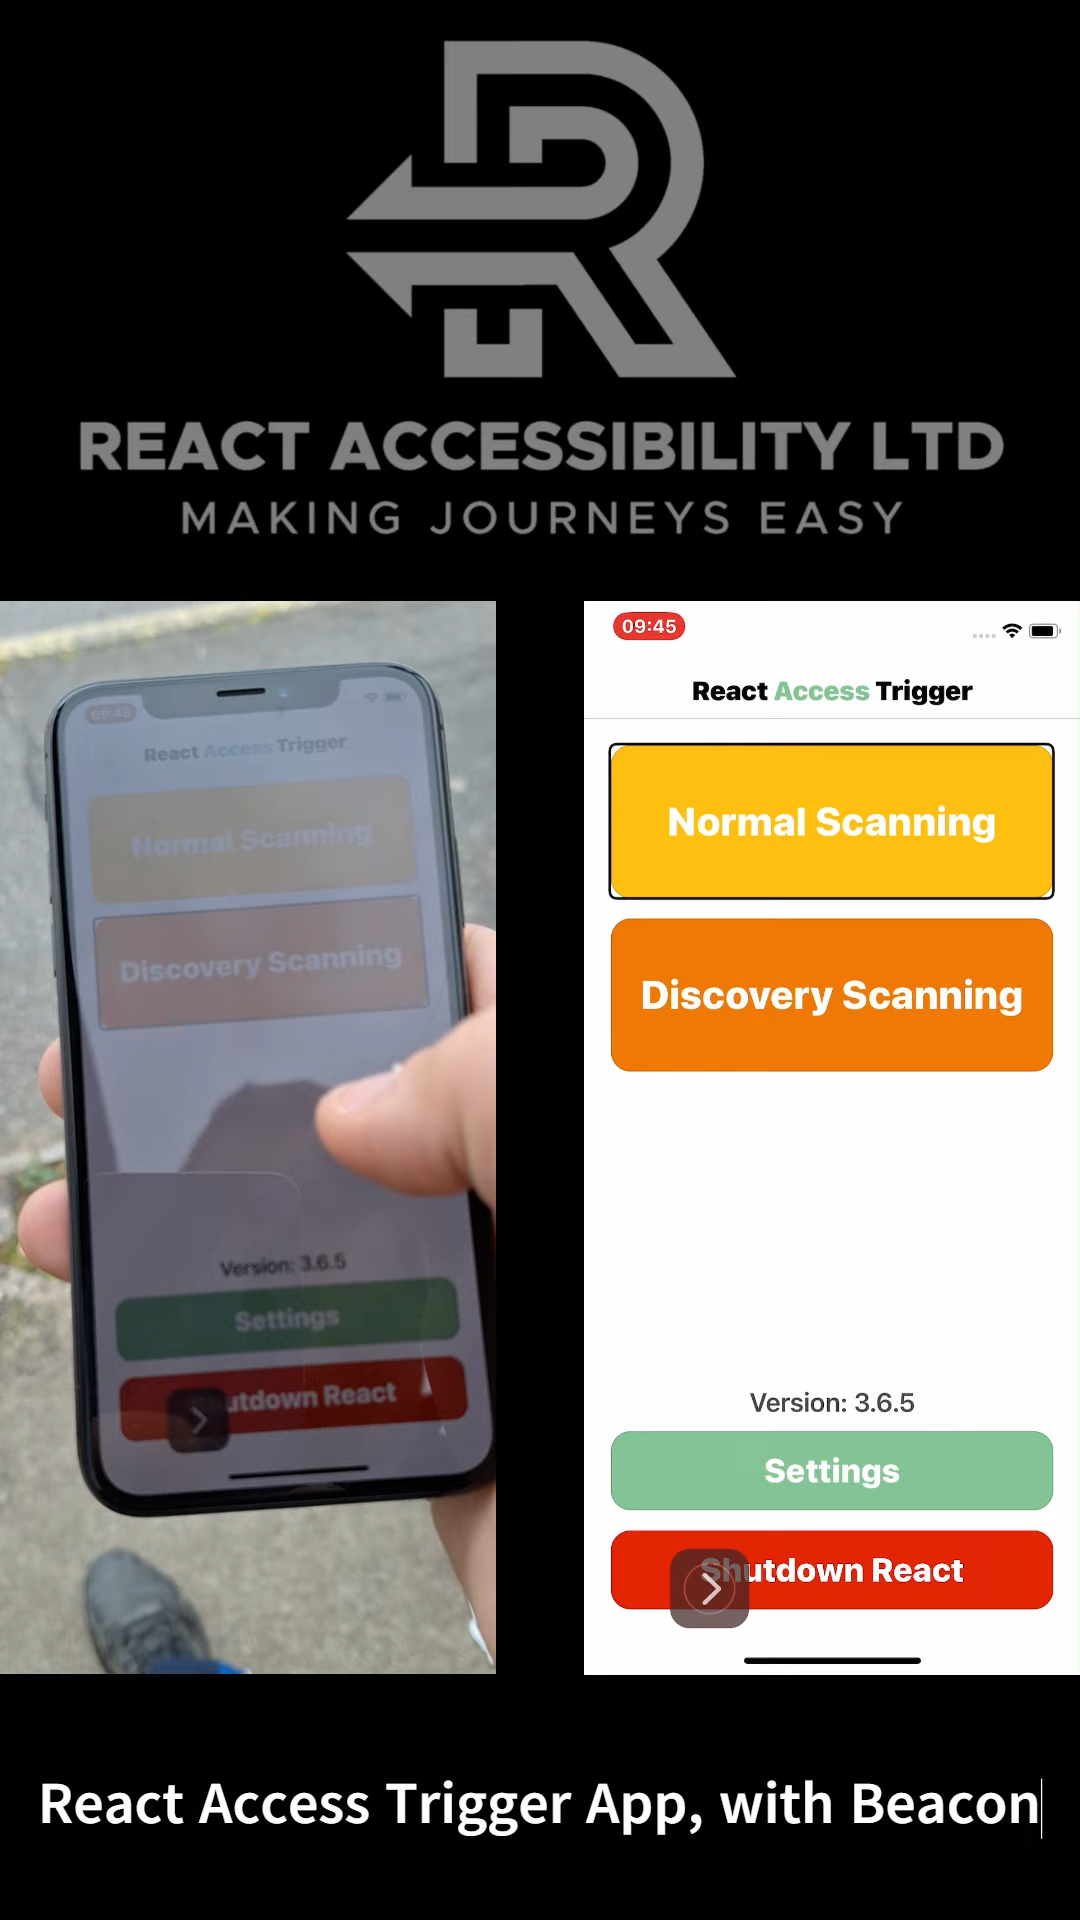 REACT ACCESSIBILITY LTD
MAKING JOURNEYS EASY
09:45
React Access Trigger
Normal Scanning
Discovery Scanning
Version: 3.6.5
Settings
utdown React
09:45
React Access Trigger
Normal Scanning
Discovery Scanning
Version: 3.6.5
Settings
Shutdown React
React Access Trigger App, with Beacon